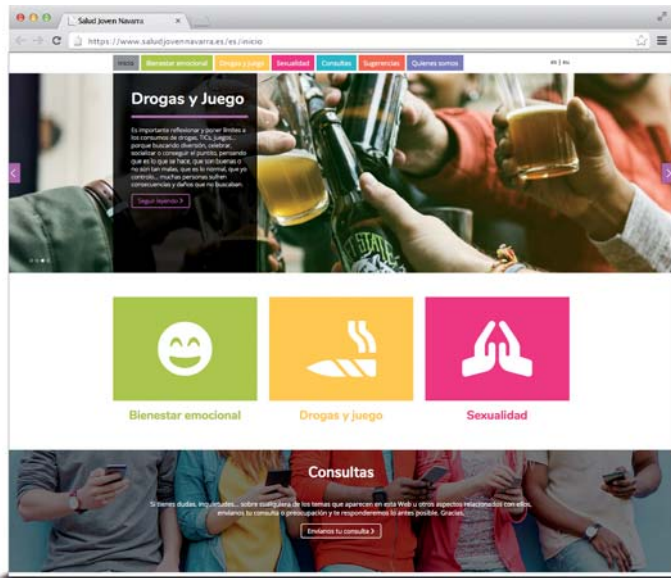 Salud Joven Navarra
https://www.saludjovennavarra.es/es/inicio
Inicio Bienestar emocional Drogas y juego Sexualidad Consultas Sugerencias Quienes somos es | eu
Drogas y Juego
Es importante reflexionar y poner límites a
los consumos de drogas, TICs, juegos...
porque buscando diversión, celebrar,
socializar o conseguir el puntito, pensando
que es lo que se hace, que son buenas o
no son tan malas, que es lo normal, que yo
controlo... muchas personas sufren
consecuencias y daños que no buscaban.
Seguir leyendo >
Bienestar emocional
Drogas y juego
Sexualidad
Consultas
Si tienes dudas, inquietudes... sobre cualquiera de los temas que aparecen en esta Web u otros aspectos relacionados con ellos,
envíanos tu consulta o preocupación y te responderemos lo antes posible. Gracias.
Envíanos tu consulta >